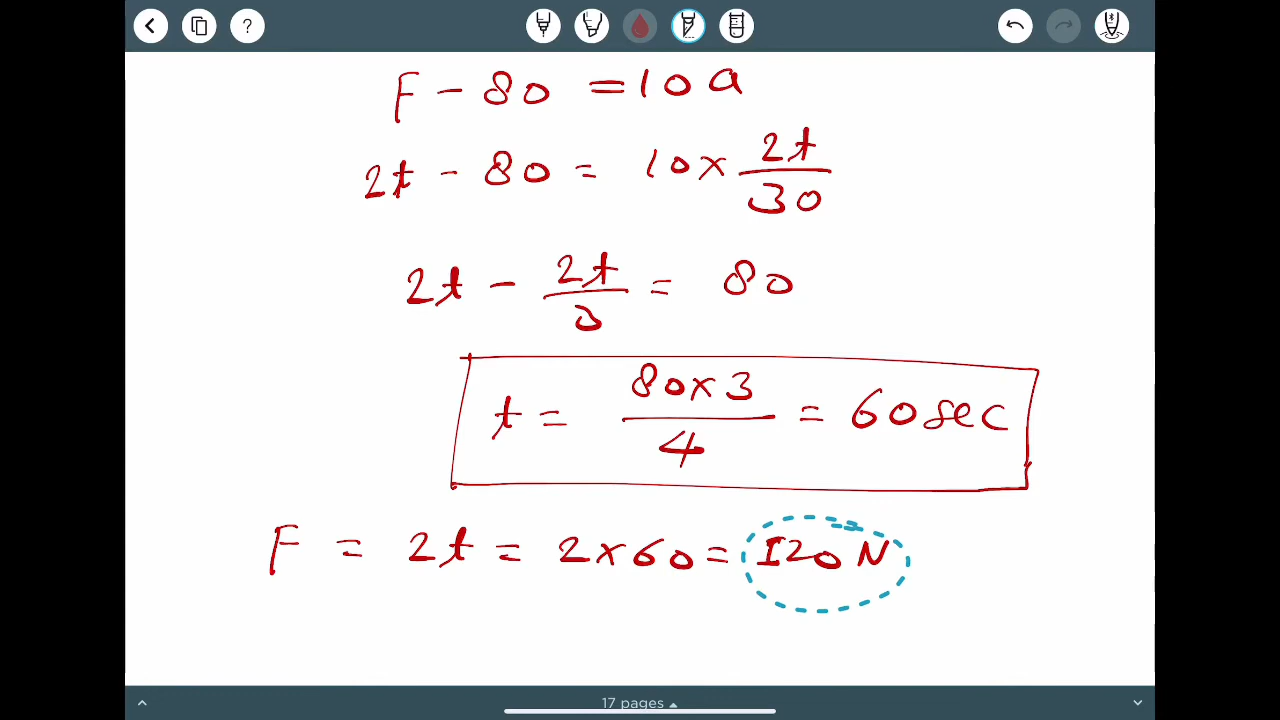 ?
F - 80 = 10 a
2t - 80 = 10 × 2t/30
2t - 2t/3 = 80
t = 80×3/4 = 60 sec
F = 2t = 2×60 = 120 N
17 pages